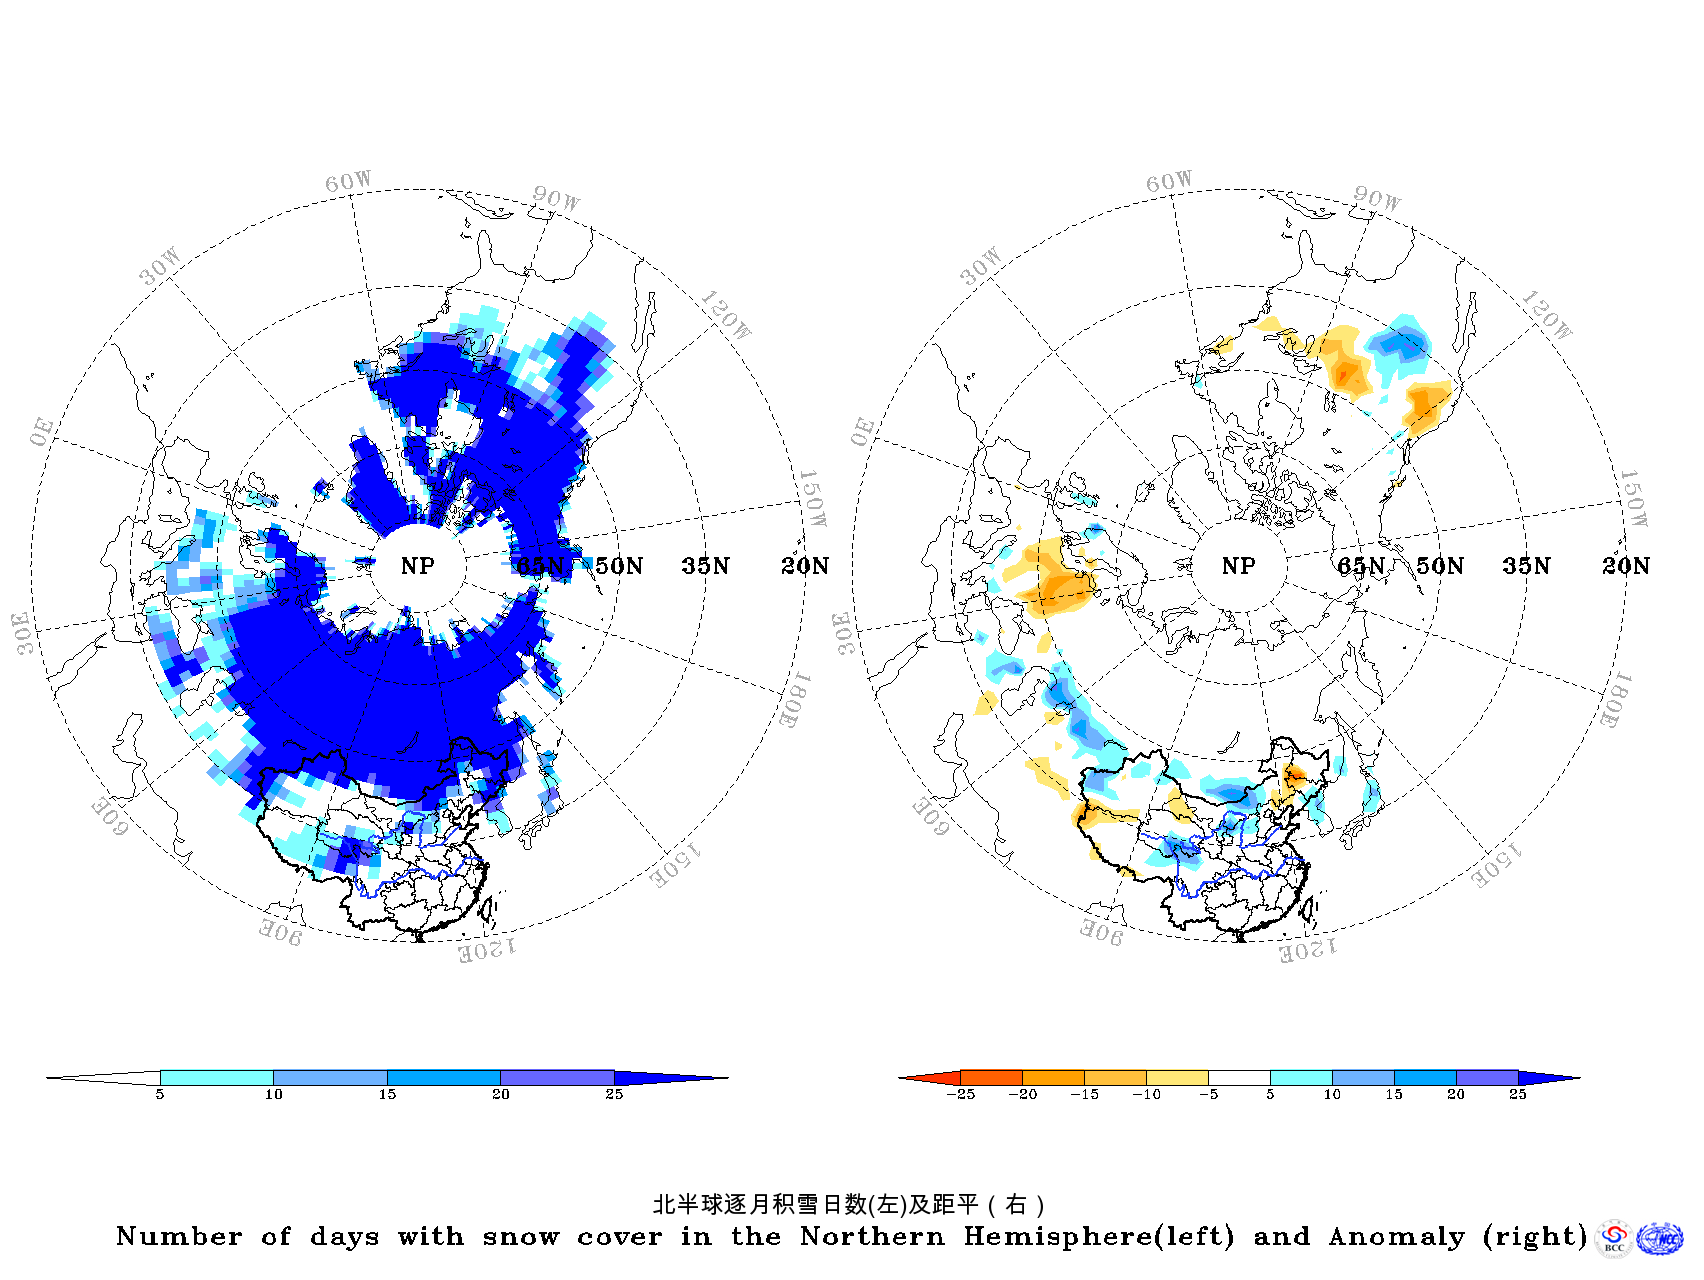 60W
90W
60W
90W
30W
120W
30W
120W
0E
150W
0E
150W
NP
65N
50N
35N
20N
NP
65N
50N
35N
20N
30E
180E
30E
180E
60E
150E
60E
150E
90E
120E
90E
120E
5
10
15
20
25
-25
-20
-15
-10
-5
5
10
15
20
25
北半球逐月积雪日数(左)及距平（右）
Number of days with snow cover in the Northern Hemisphere(left) and Anomaly (right)
BCC
NCC